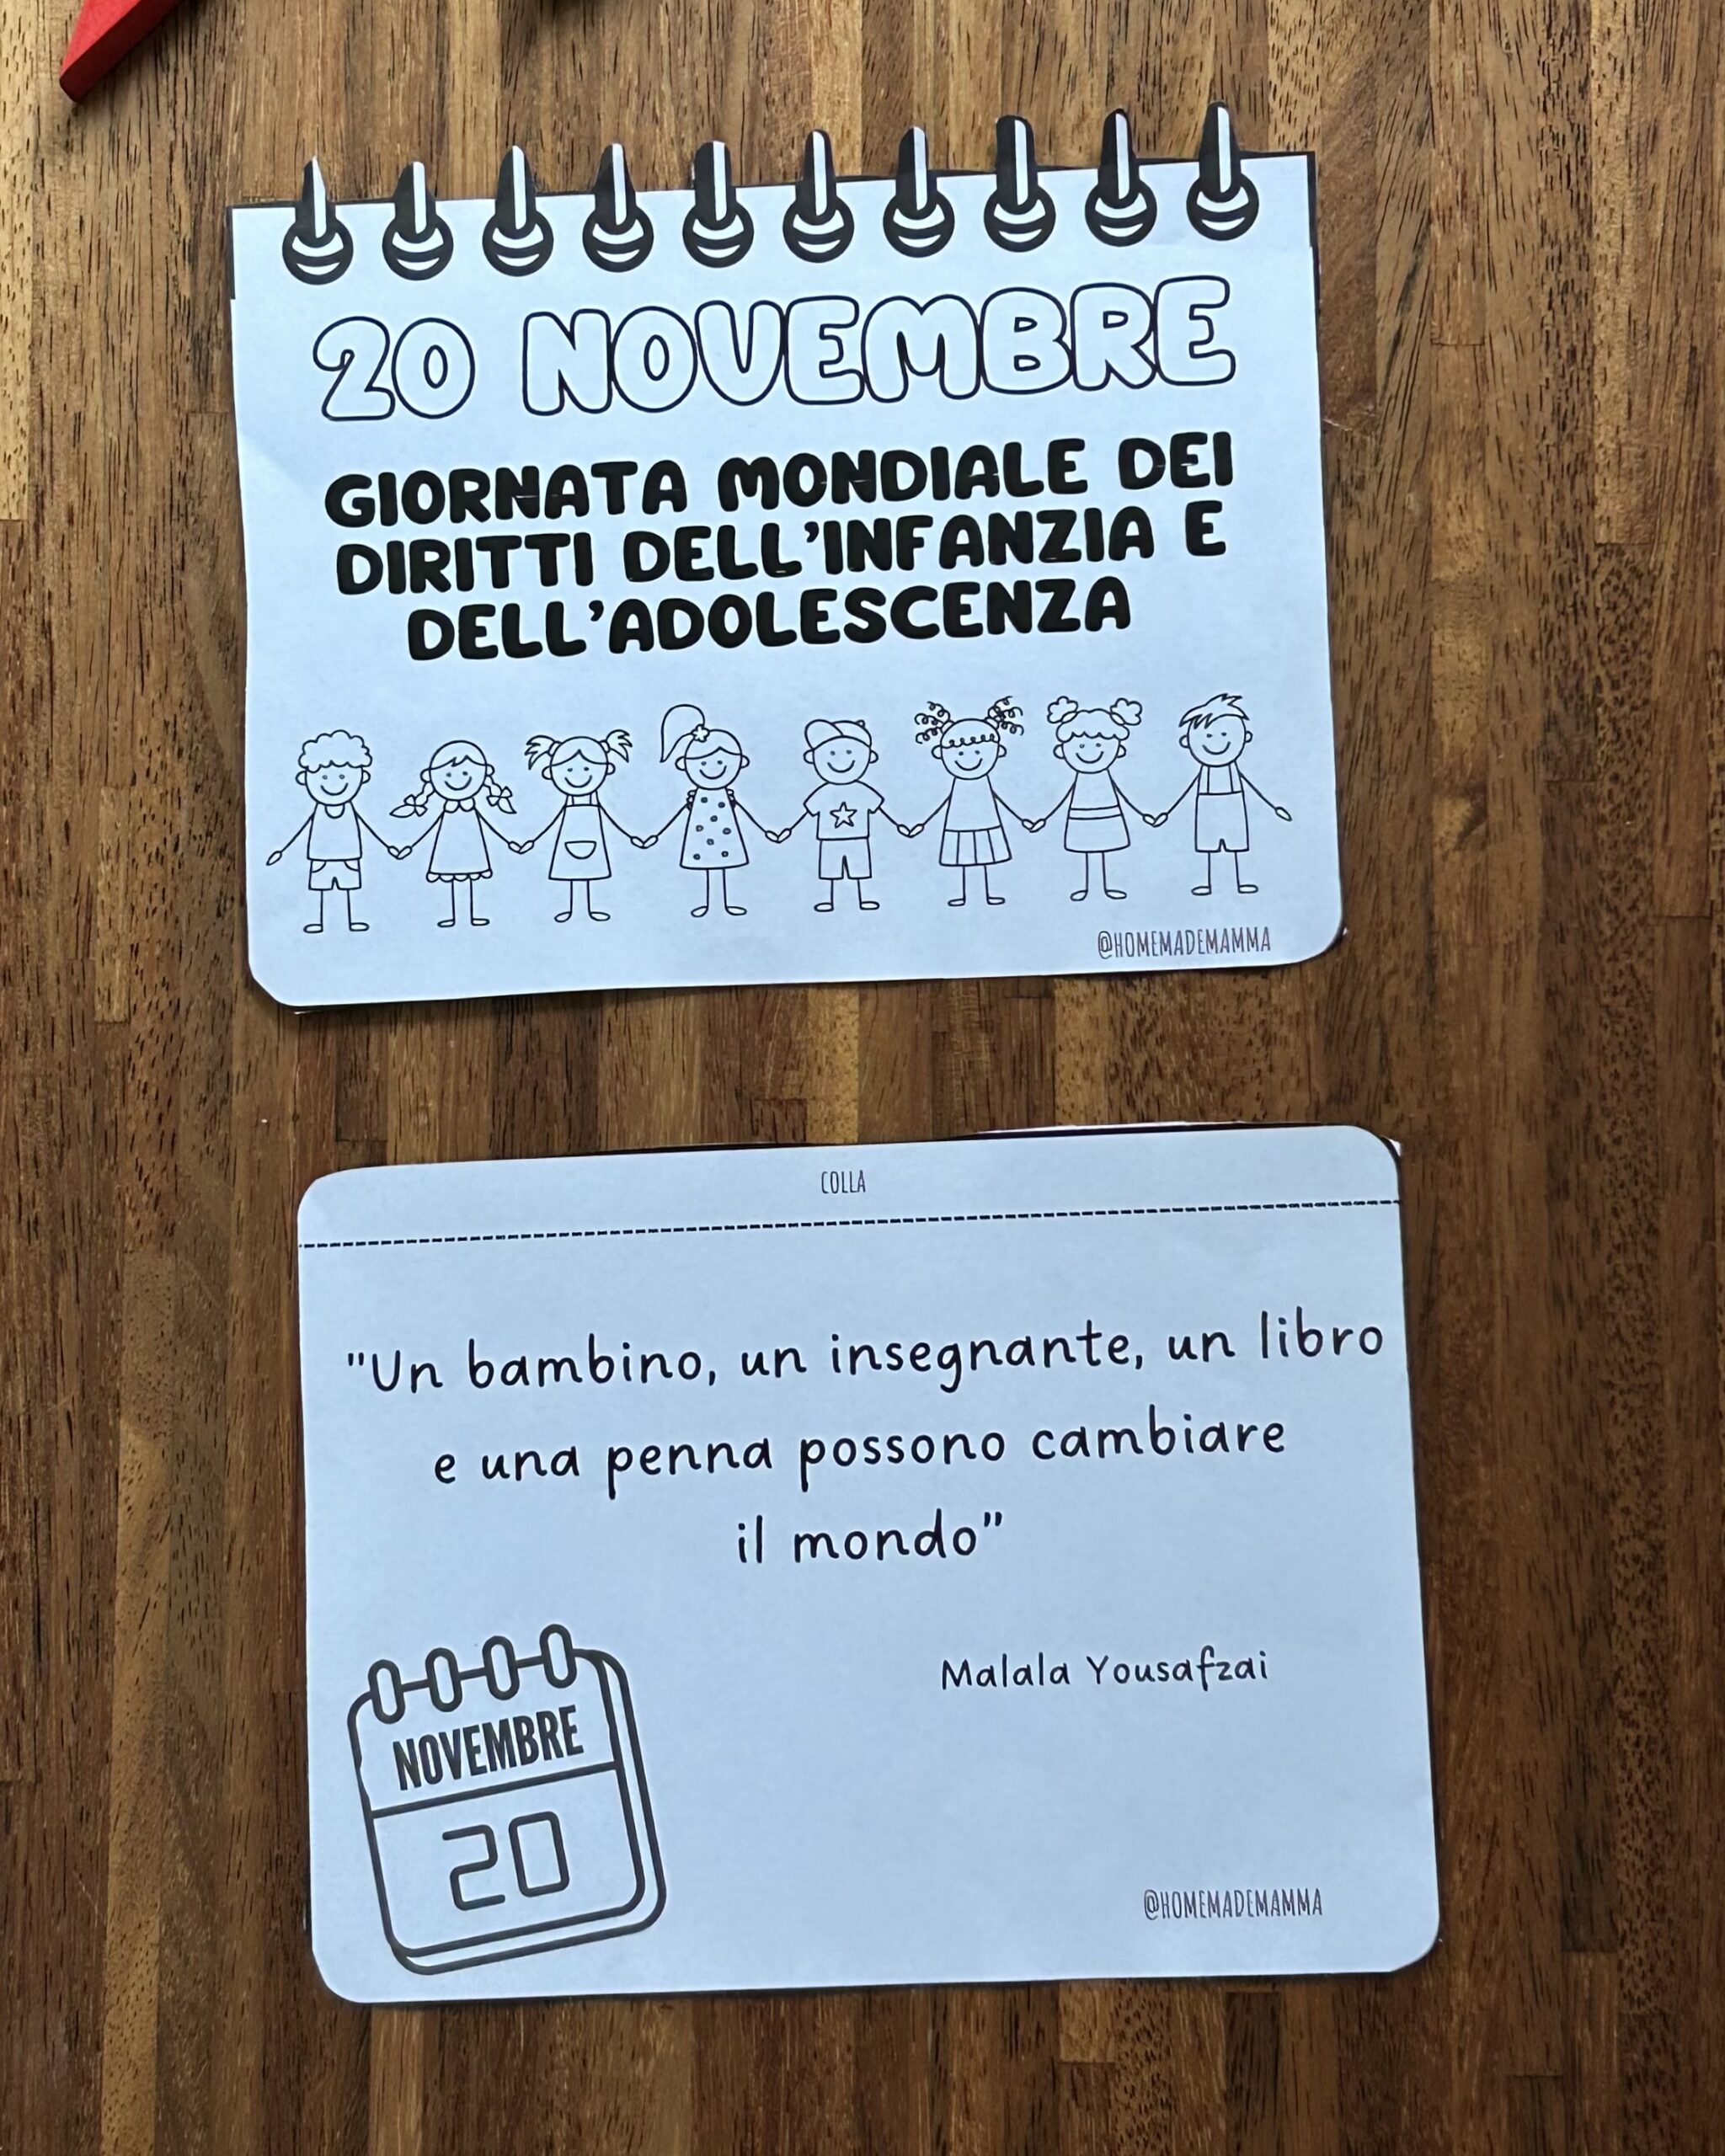 20 NOVEMBRE
GIORNATA MONDIALE DEI
DIRITTI DELL'INFANZIA E
DELL'ADOLESCENZA
@HOMEMADEMAMMA
COLLA
"Un bambino, un insegnante, un libro
e una penna possono cambiare
il mondo"
Malala Yousafzai
NOVEMBRE
20
@HOMEMADEMAMMA